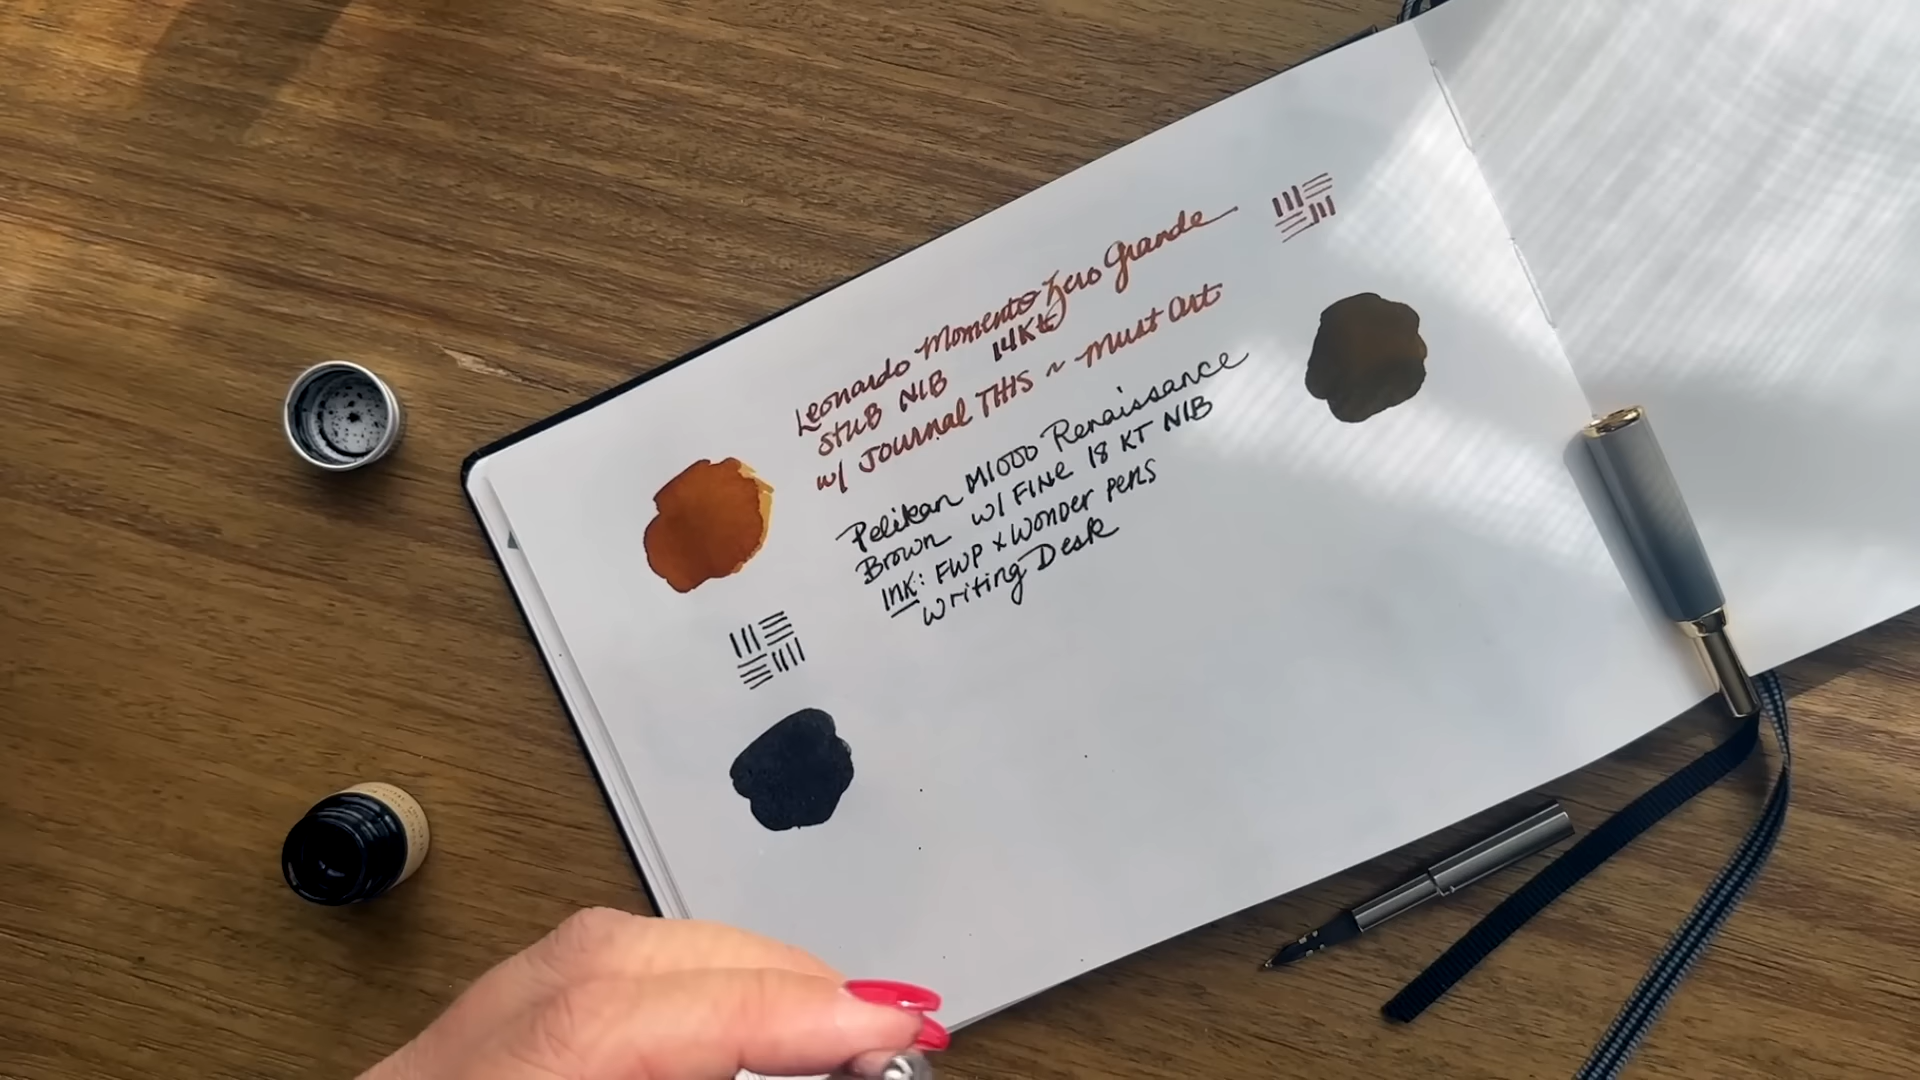 Leonardo Momento Zero Grande
STUB NIB 14Kt
w/ JOURNAL THIS ~ MUST Art
Pelikan M1000 Renaissance
Brown w/ FINE 18 KT NIB
INK: FWP x WONDER PENS
Writing Desk